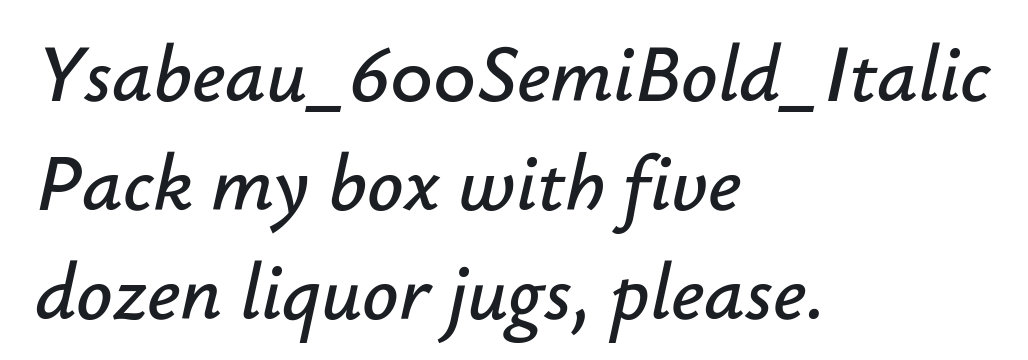 Ysabeau_600SemiBold_Italic
Pack my box with five
dozen liquor jugs, please.